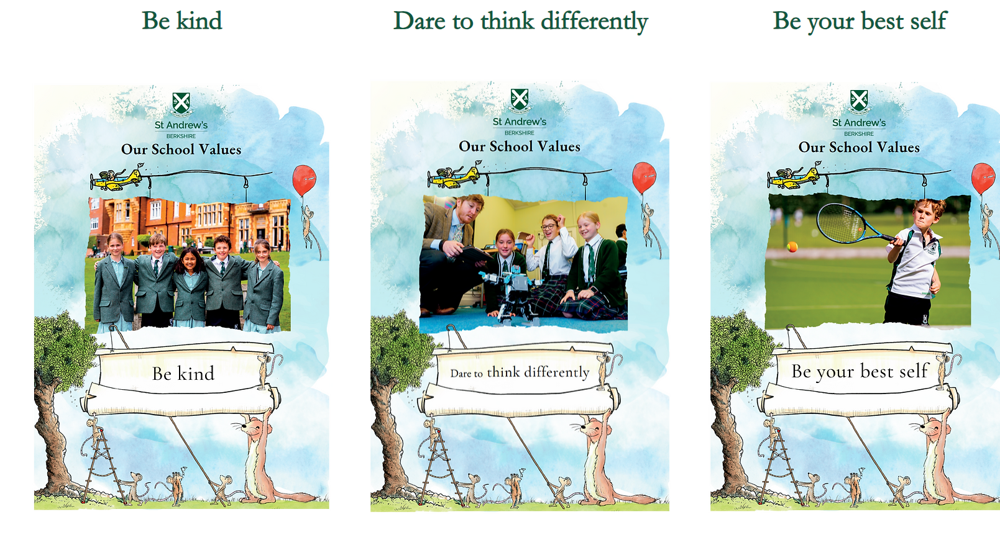 Be kind
Dare to think differently
Be your best self
St Andrew's
BERKSHIRE
Our School Values
Be kind
St Andrew's
BERKSHIRE
Our School Values
Dare to think differently
St Andrew's
BERKSHIRE
Our School Values
Be your best self